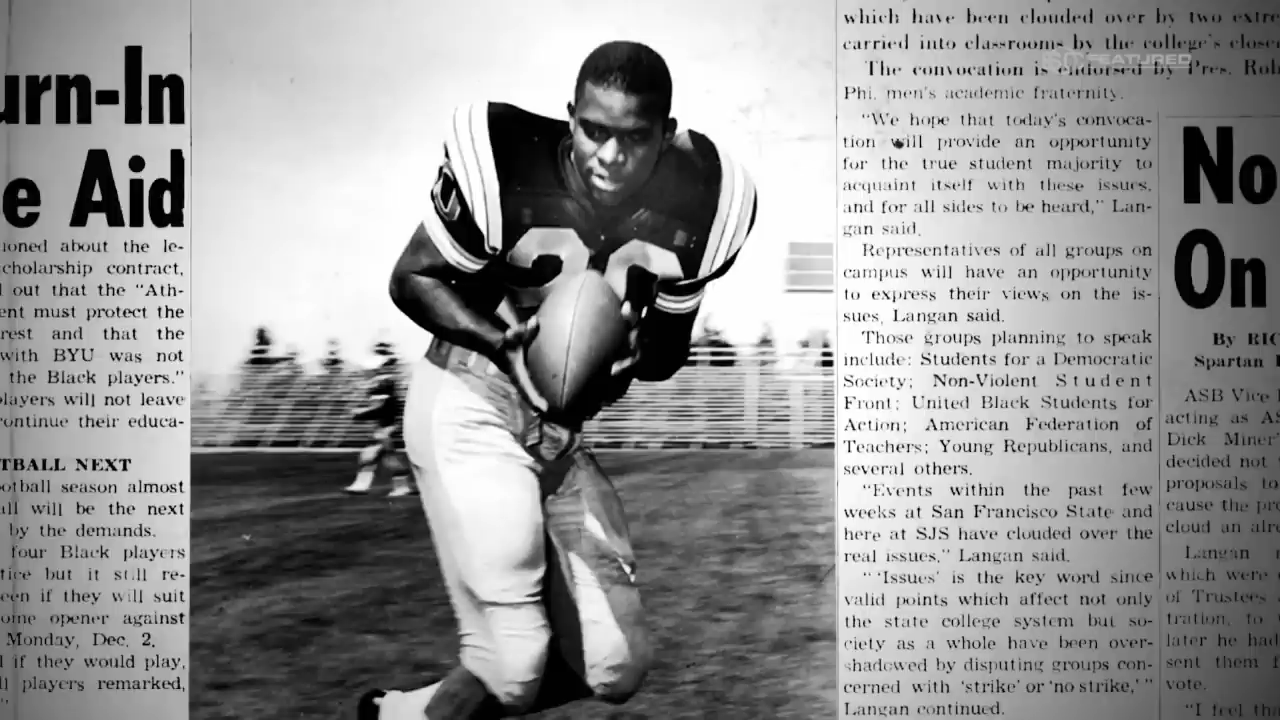 urn-In
e Aid
ioned about the le-
cholarship contract,
out that the "Ath-
ent must protect the
rest and that the
with BYU was not
the Black players."
layers will not leave
ontinue their educa-
TBALL NEXT
ootball season almost
all will be the next
by the demands.
four Black players
tice but it still re-
een if they will suit
ome opener against
Monday, Dec. 2.
if they would play,
ll players remarked,
which have been clouded over by two extre
carried into classrooms by the college's close
The convocation is endorsed by Pres. Rob
Phi, men's academic fraternity.
"We hope that today's convoca-
tion will provide an opportunity
for the true student majority to
acquaint itself with these issues,
and for all sides to be heard," Lan-
gan said.
Representatives of all groups on
campus will have an opportunity
to express their views on the is-
sues, Langan said.
Those groups planning to speak
include: Students for a Democratic
Society; Non-Violent Student
Front; United Black Students for
Action; American Federation of
Teachers; Young Republicans, and
several others.
"Events within the past few
weeks at San Francisco State and
here at SJS have clouded over the
real issues," Langan said.
"'Issues' is the key word since
valid points which affect not only
the state college system but so-
ciety as a whole have been over-
shadowed by disputing groups con-
cerned with 'strike' or 'no strike,'"
Langan continued.
SC FEATURED
No
On
By RIC
Spartan
ASB Vice
acting as AS
Dick Miner
decided not
proposals to
cause the pr
cloud an alr
Langan
which were
of Trustees
tration, to
later he had
sent them
vote.
"I feel tha